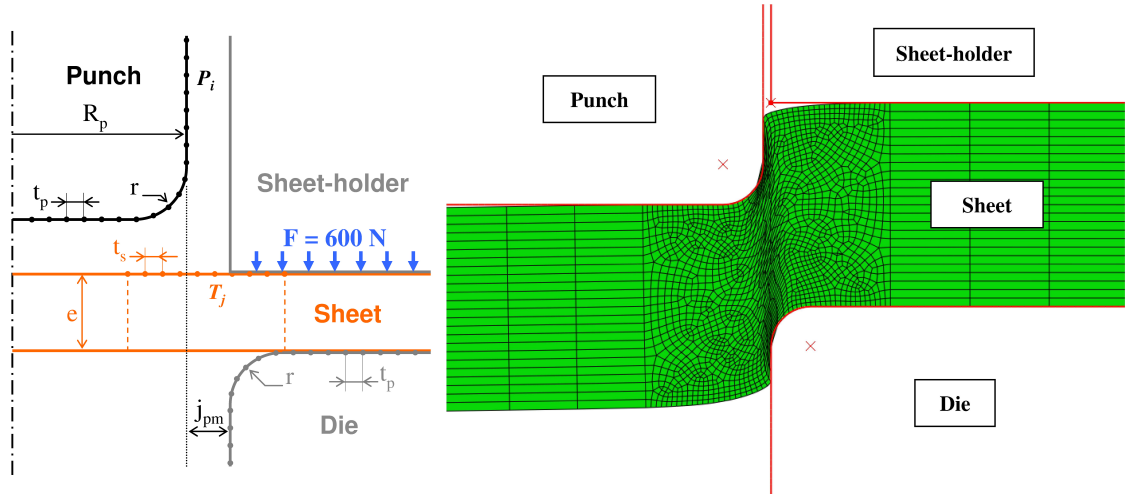 Punch
P_i
R_p
t_p
r
Sheet-holder
F = 600 N
t_s
T_j
e
Sheet
r
t_p
j_pm
Die
Punch
Sheet-holder
Sheet
Die